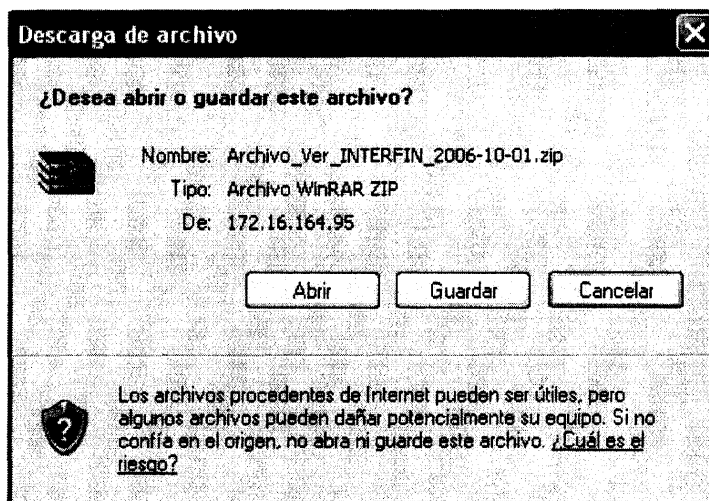 Descarga de archivo
¿Desea abrir o guardar este archivo?
Nombre: Archivo_Ver_INTERFIN_2006-10-01.zip
Tipo: Archivo WinRAR ZIP
De: 172.16.164.95
Abrir Guardar Cancelar
Los archivos procedentes de Internet pueden ser útiles, pero
algunos archivos pueden dañar potencialmente su equipo. Si no
confía en el origen, no abra ni guarde este archivo. ¿Cuál es el
riesgo?